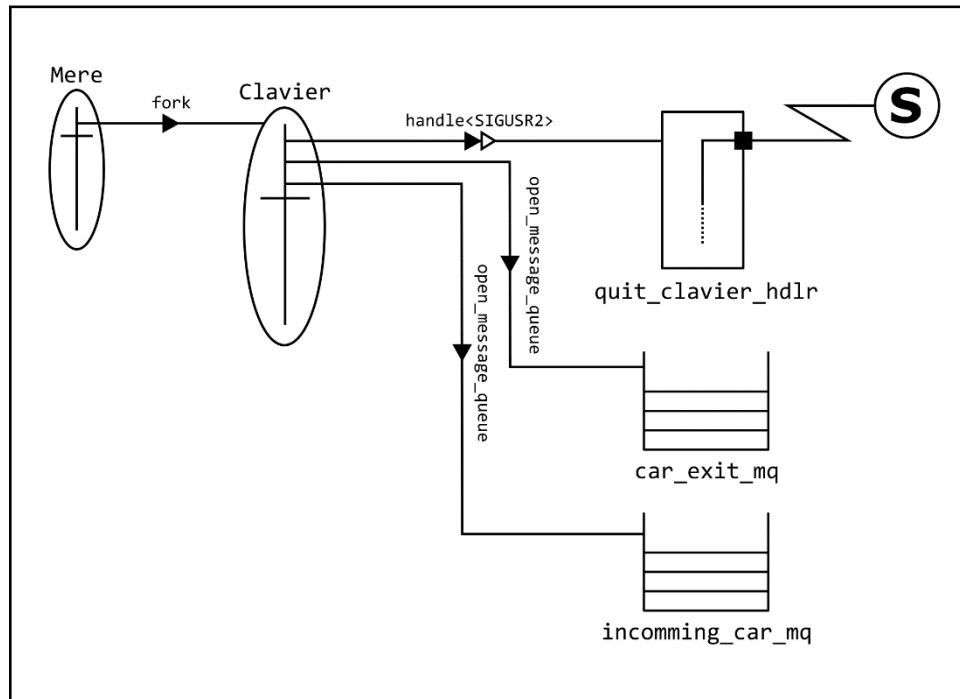 Mere
fork
Clavier
handle<SIGUSR2>
S
open_message_queue
open_message_queue
quit_clavier_hdlr
car_exit_mq
incomming_car_mq